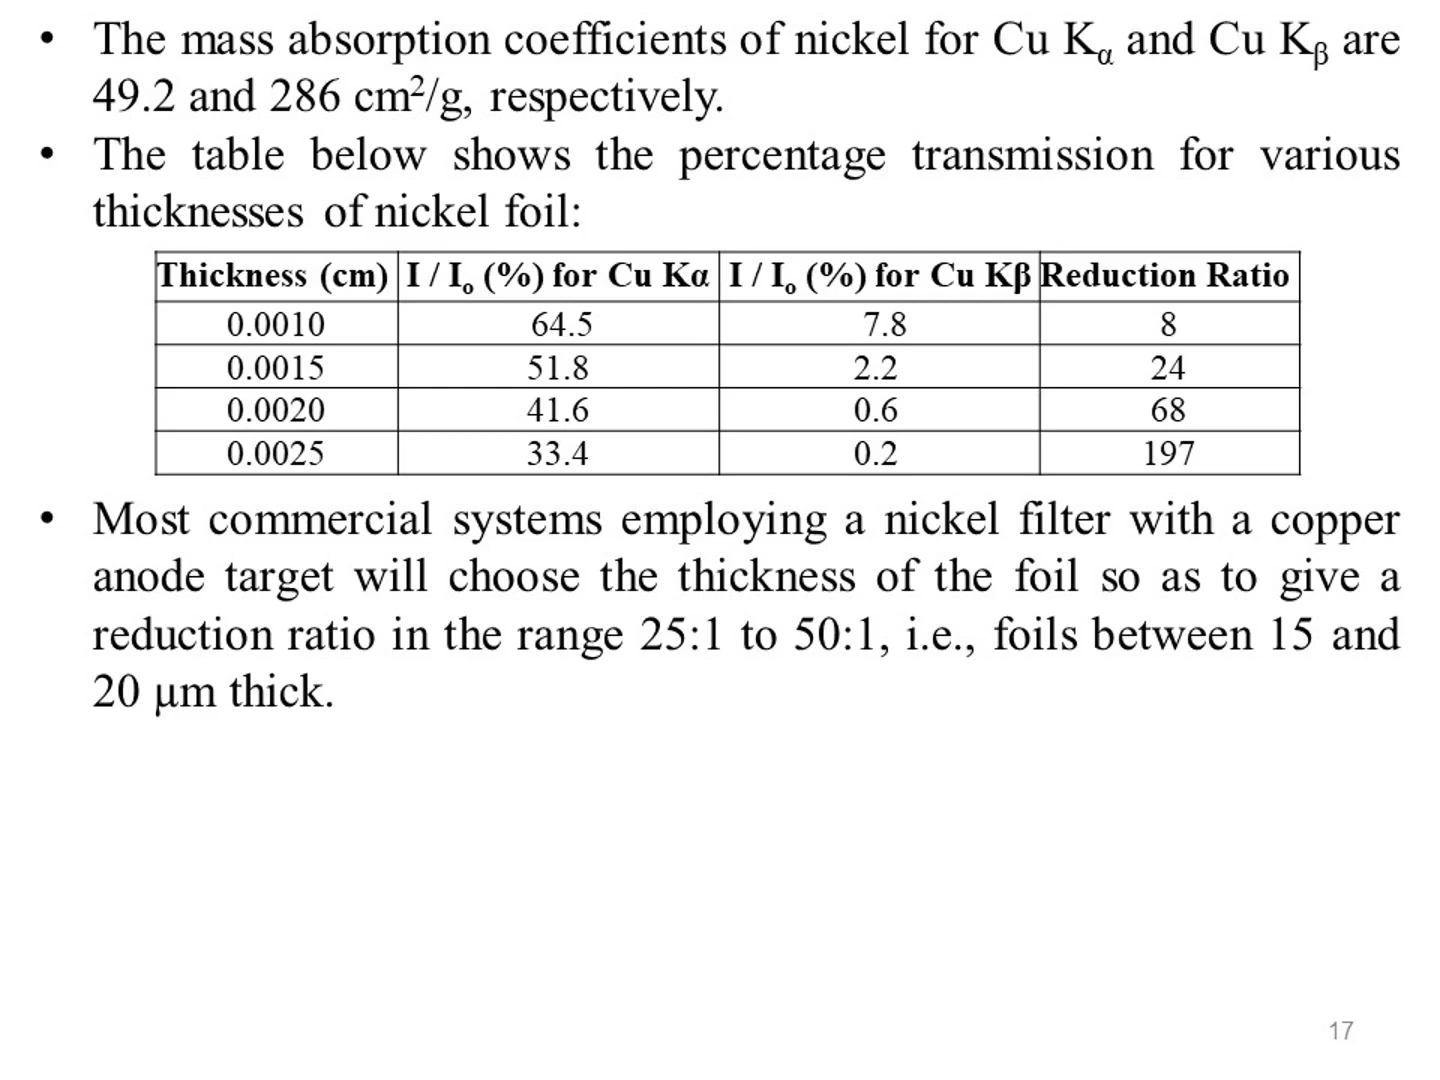 • The mass absorption coefficients of nickel for Cu Kα and Cu Kβ are
49.2 and 286 cm²/g, respectively.
• The table below shows the percentage transmission for various
thicknesses of nickel foil:
Thickness (cm) I / Io (%) for Cu Kα I / Io (%) for Cu Kβ Reduction Ratio
0.0010 64.5 7.8 8
0.0015 51.8 2.2 24
0.0020 41.6 0.6 68
0.0025 33.4 0.2 197
• Most commercial systems employing a nickel filter with a copper
anode target will choose the thickness of the foil so as to give a
reduction ratio in the range 25:1 to 50:1, i.e., foils between 15 and
20 μm thick.
17